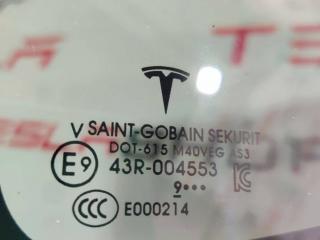 V SAINT-GOBAIN SEKURIT
DOT-615 M40VEG AS3
E9 43R-004553
9•••
CCC E000214